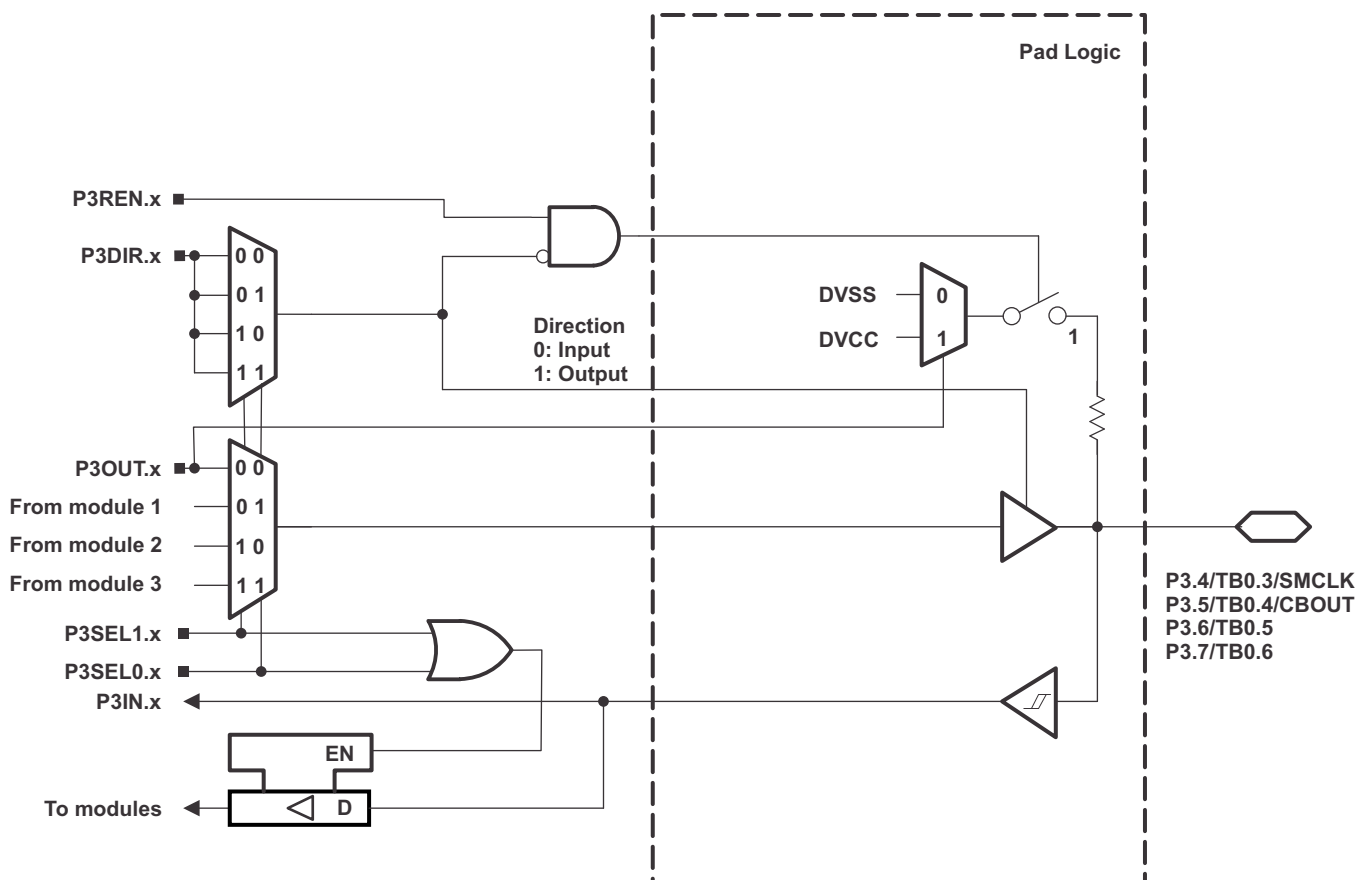 Pad Logic
P3REN.x
P3DIR.x
0 0
0 1
1 0
1 1
Direction
0: Input
1: Output
DVSS
0
DVCC
1
1
P3OUT.x
0 0
From module 1
0 1
From module 2
1 0
From module 3
1 1
P3.4/TB0.3/SMCLK
P3.5/TB0.4/CBOUT
P3.6/TB0.5
P3.7/TB0.6
P3SEL1.x
P3SEL0.x
P3IN.x
EN
To modules
D